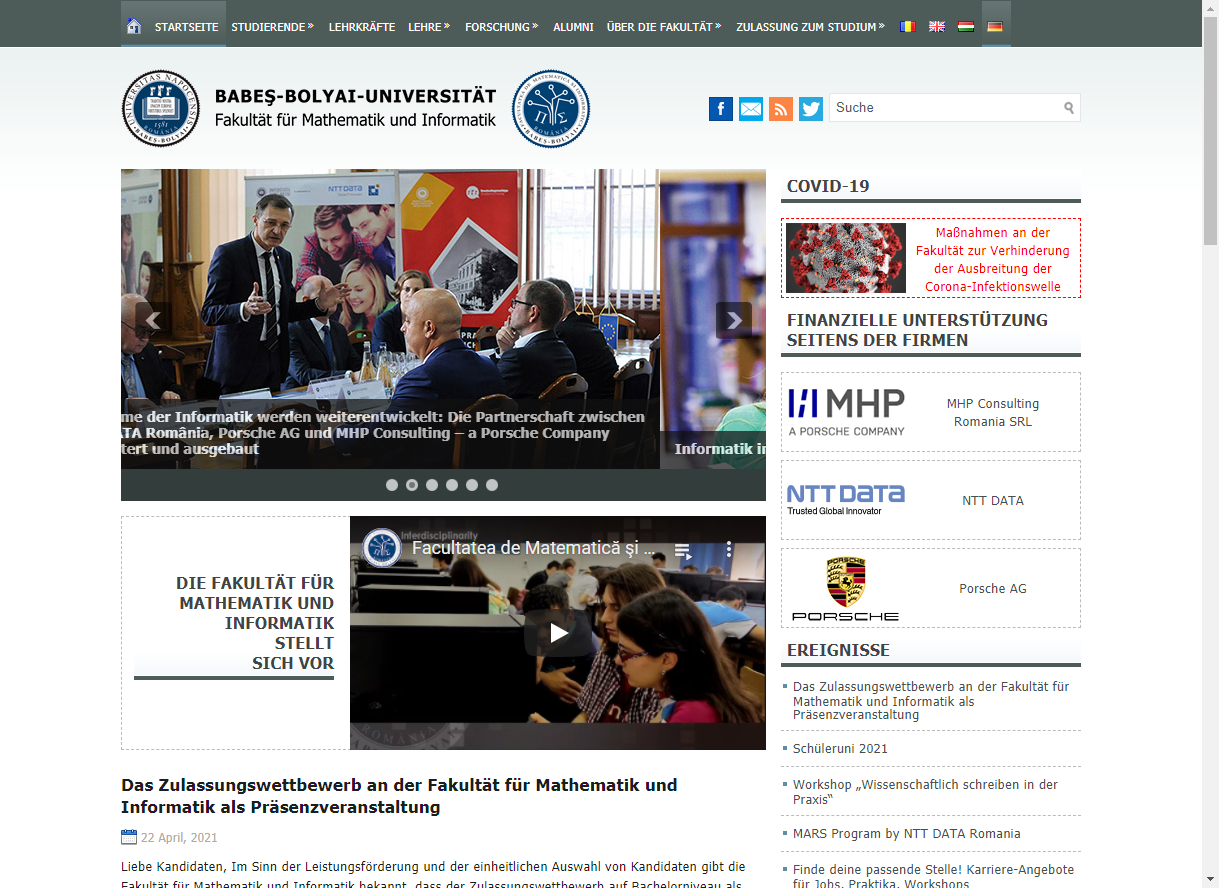 STARTSEITE STUDIERENDE » LEHRKRÄFTE LEHRE » FORSCHUNG » ALUMNI ÜBER DIE FAKULTÄT » ZULASSUNG ZUM STUDIUM »
BABEŞ-BOLYAI-UNIVERSITÄT
Fakultät für Mathematik und Informatik
Suche
NTT DATA
me der Informatik werden weiterentwickelt: Die Partnerschaft zwischen
TA România, Porsche AG und MHP Consulting – a Porsche Company
tert und ausgebaut
Informatik i
DIE FAKULTÄT FÜR
MATHEMATIK UND
INFORMATIK
STELLT
SICH VOR
Interdisciplinarity
Facultatea de Matematică şi ...
Das Zulassungswettbewerb an der Fakultät für Mathematik und
Informatik als Präsenzveranstaltung
22 April, 2021
Liebe Kandidaten, Im Sinn der Leistungsförderung und der einheitlichen Auswahl von Kandidaten gibt die
Fakultät für Mathematik und Informatik bekannt, dass der Zulassungswettbewerb auf Bachelorniveau als
COVID-19
Maßnahmen an der
Fakultät zur Verhinderung
der Ausbreitung der
Corona-Infektionswelle
FINANZIELLE UNTERSTÜTZUNG
SEITENS DER FIRMEN
MHP
A PORSCHE COMPANY
MHP Consulting
Romania SRL
NTT DATA
Trusted Global Innovator
NTT DATA
PORSCHE
PORSCHE
Porsche AG
EREIGNISSE
Das Zulassungswettbewerb an der Fakultät für
Mathematik und Informatik als
Präsenzveranstaltung
Schüleruni 2021
Workshop „Wissenschaftlich schreiben in der
Praxis“
MARS Program by NTT DATA Romania
Finde deine passende Stelle! Karriere-Angebote
für Jobs, Praktika, Workshops